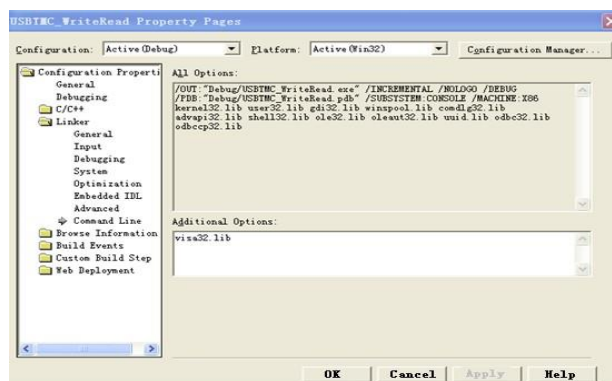 USBTMC_WriteRead Property Pages
Configuration: Active(Debug) Platform: Active(Win32) Configuration Manager...
Configuration Properti
General
Debugging
C/C++
Linker
General
Input
Debugging
System
Optimization
Embedded IDL
Advanced
Command Line
Browse Information
Build Events
Custom Build Step
Web Deployment
All Options:
/OUT:"Debug/USBTMC_WriteRead.exe" /INCREMENTAL /NOLOGO /DEBUG
/PDB:"Debug/USBTMC_WriteRead.pdb" /SUBSYSTEM:CONSOLE /MACHINE:X86
kernel32.lib user32.lib gdi32.lib winspool.lib comdlg32.lib
advapi32.lib shell32.lib ole32.lib oleaut32.lib uuid.lib odbc32.lib
odbccp32.lib
Additional Options:
visa32.lib
OK Cancel Apply Help